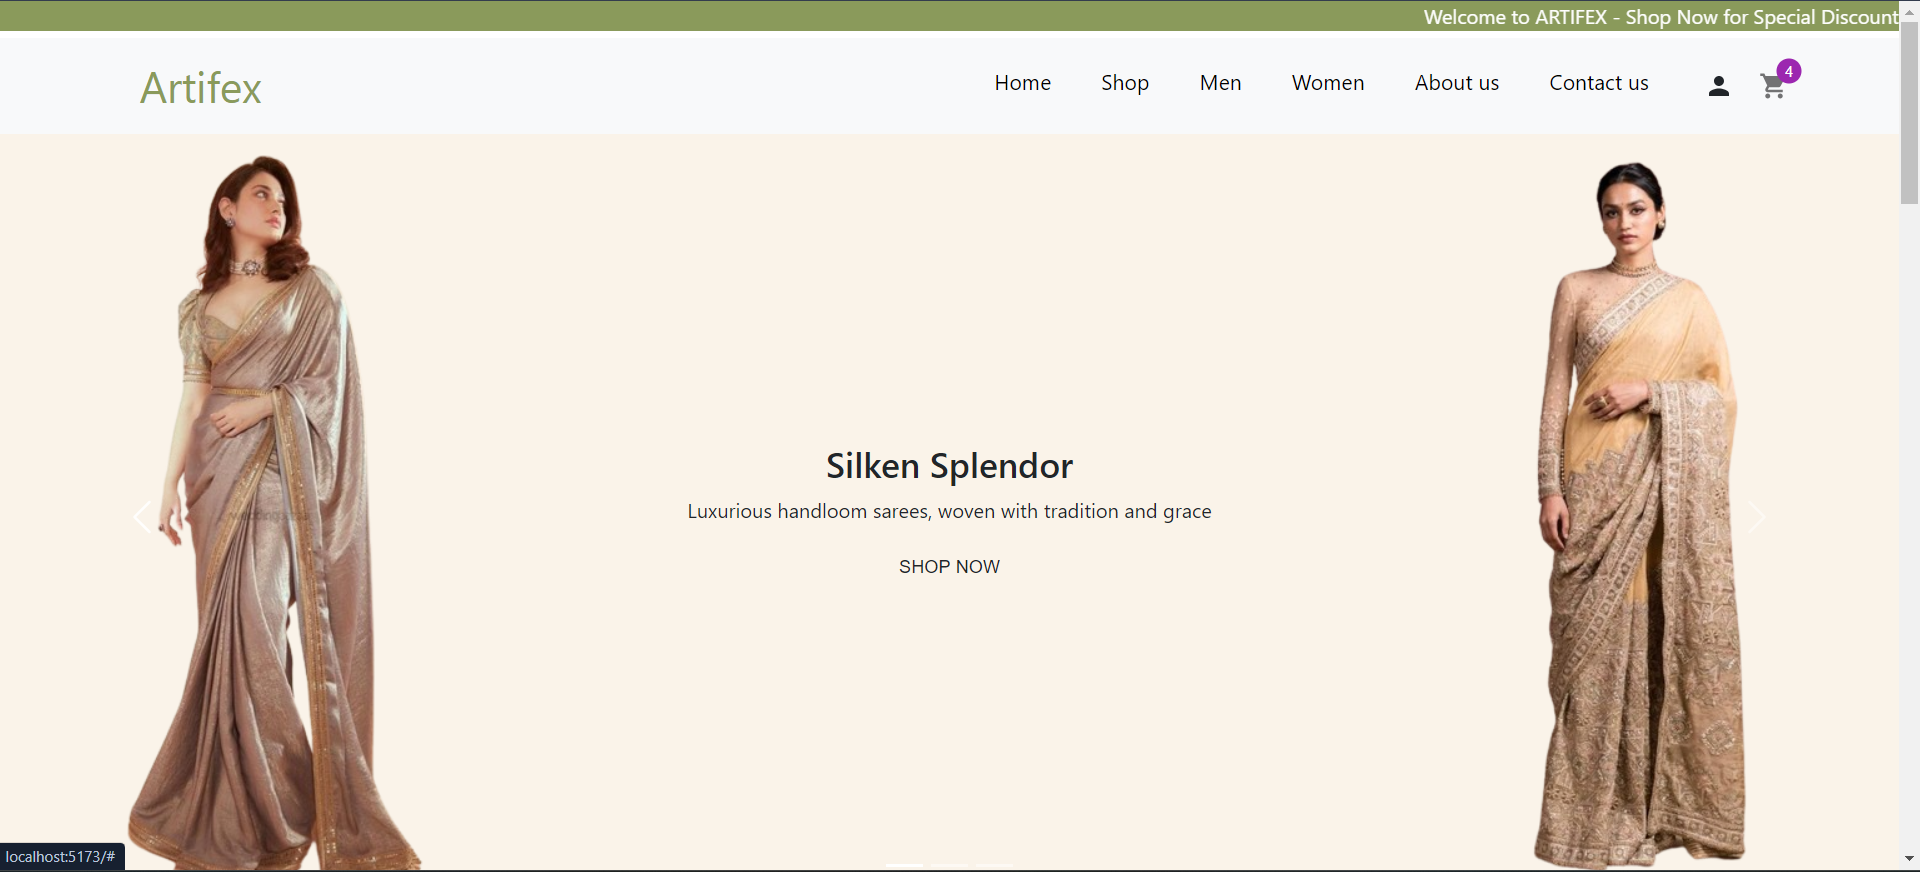 Welcome to ARTIFEX - Shop Now for Special Discount
Artifex
Home
Shop
Men
Women
About us
Contact us
4
Silken Splendor
Luxurious handloom sarees, woven with tradition and grace
SHOP NOW
localhost:5173/#